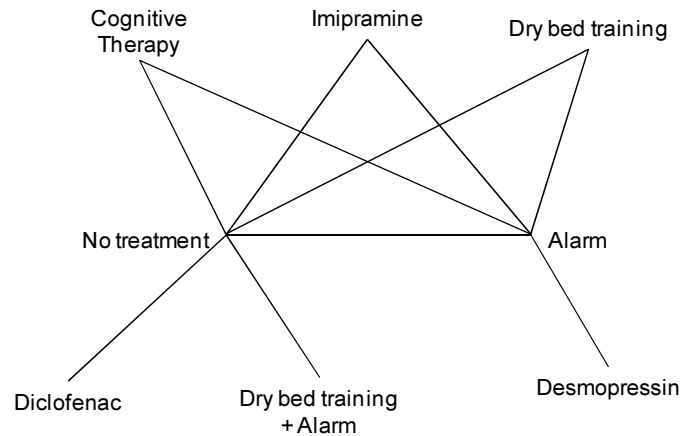 Cognitive
Therapy
Imipramine
Dry bed training
No treatment
Alarm
Diclofenac
Dry bed training
+ Alarm
Desmopressin